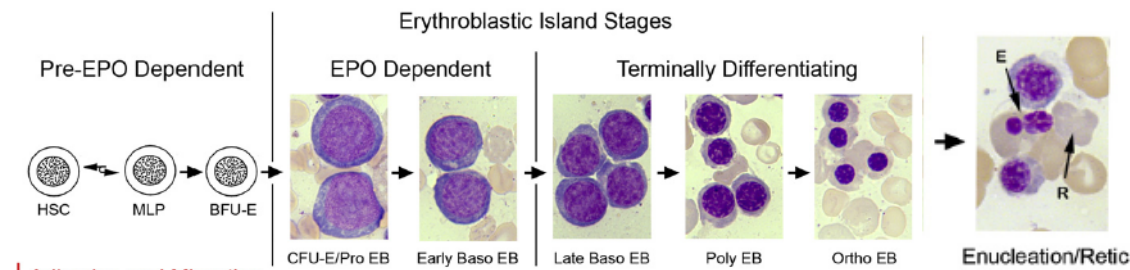 Erythroblastic Island Stages
Pre-EPO Dependent
EPO Dependent
Terminally Differentiating
E
R
HSC
MLP
BFU-E
CFU-E/Pro EB
Early Baso EB
Late Baso EB
Poly EB
Ortho EB
Enucleation/Retic